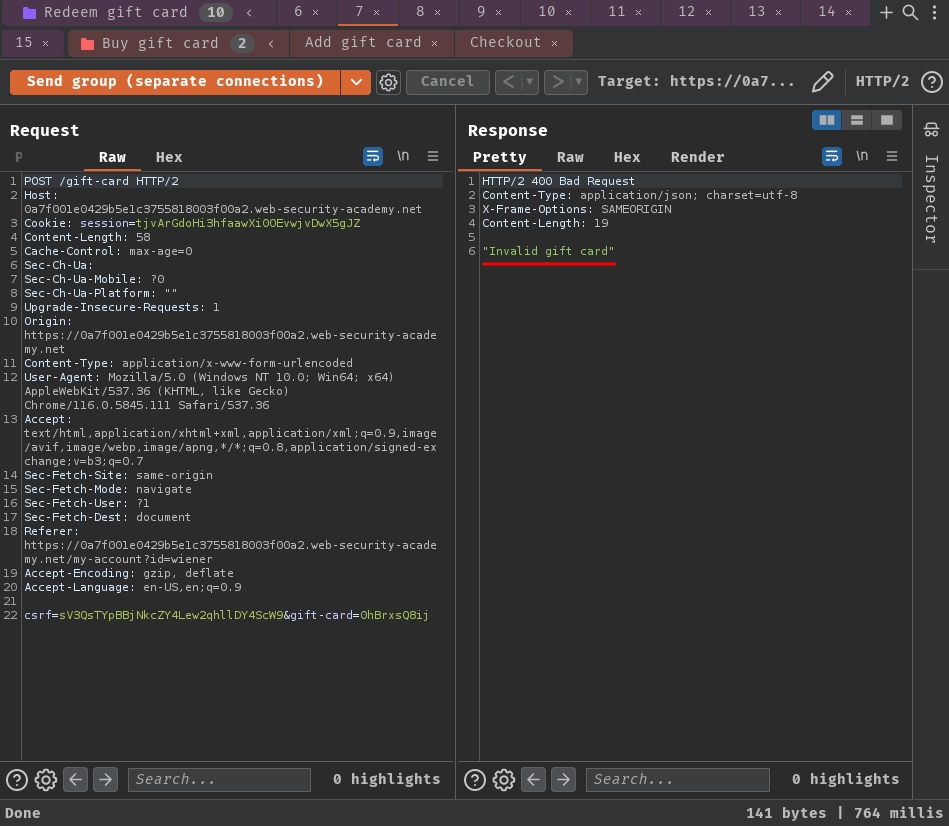 Redeem gift card 10 < 6 × 7 × 8 × 9 × 10 × 11 × 12 × 13 × 14 × +
15 × Buy gift card 2 < Add gift card × Checkout ×
Send group (separate connections) Cancel < > Target: https://0a7... HTTP/2 ?
Request
P Raw Hex \n
1 POST /gift-card HTTP/2
2 Host:
0a7f001e0429b5e1c3755818003f00a2.web-security-academy.net
3 Cookie: session=tjvArGdoHi3hfaawXiOOEvwjvDwX5gJZ
4 Content-Length: 58
5 Cache-Control: max-age=0
6 Sec-Ch-Ua:
7 Sec-Ch-Ua-Mobile: ?0
8 Sec-Ch-Ua-Platform: ""
9 Upgrade-Insecure-Requests: 1
10 Origin:
https://0a7f001e0429b5e1c3755818003f00a2.web-security-acade
my.net
11 Content-Type: application/x-www-form-urlencoded
12 User-Agent: Mozilla/5.0 (Windows NT 10.0; Win64; x64)
AppleWebKit/537.36 (KHTML, like Gecko)
Chrome/116.0.5845.111 Safari/537.36
13 Accept:
text/html,application/xhtml+xml,application/xml;q=0.9,image
/avif,image/webp,image/apng,*/*;q=0.8,application/signed-ex
change;v=b3;q=0.7
14 Sec-Fetch-Site: same-origin
15 Sec-Fetch-Mode: navigate
16 Sec-Fetch-User: ?1
17 Sec-Fetch-Dest: document
18 Referer:
https://0a7f001e0429b5e1c3755818003f00a2.web-security-acade
my.net/my-account?id=wiener
19 Accept-Encoding: gzip, deflate
20 Accept-Language: en-US,en;q=0.9
21
22 csrf=sV3QsTYpBBjNkcZY4Lew2qhllDY4ScW9&gift-card=0hBrxsQ8ij
? Search... 0 highlights
Response
Pretty Raw Hex Render \n
1 HTTP/2 400 Bad Request
2 Content-Type: application/json; charset=utf-8
3 X-Frame-Options: SAMEORIGIN
4 Content-Length: 19
5
6 "Invalid gift card"
? Search... 0 highlights
Inspector
Done 141 bytes | 764 millis